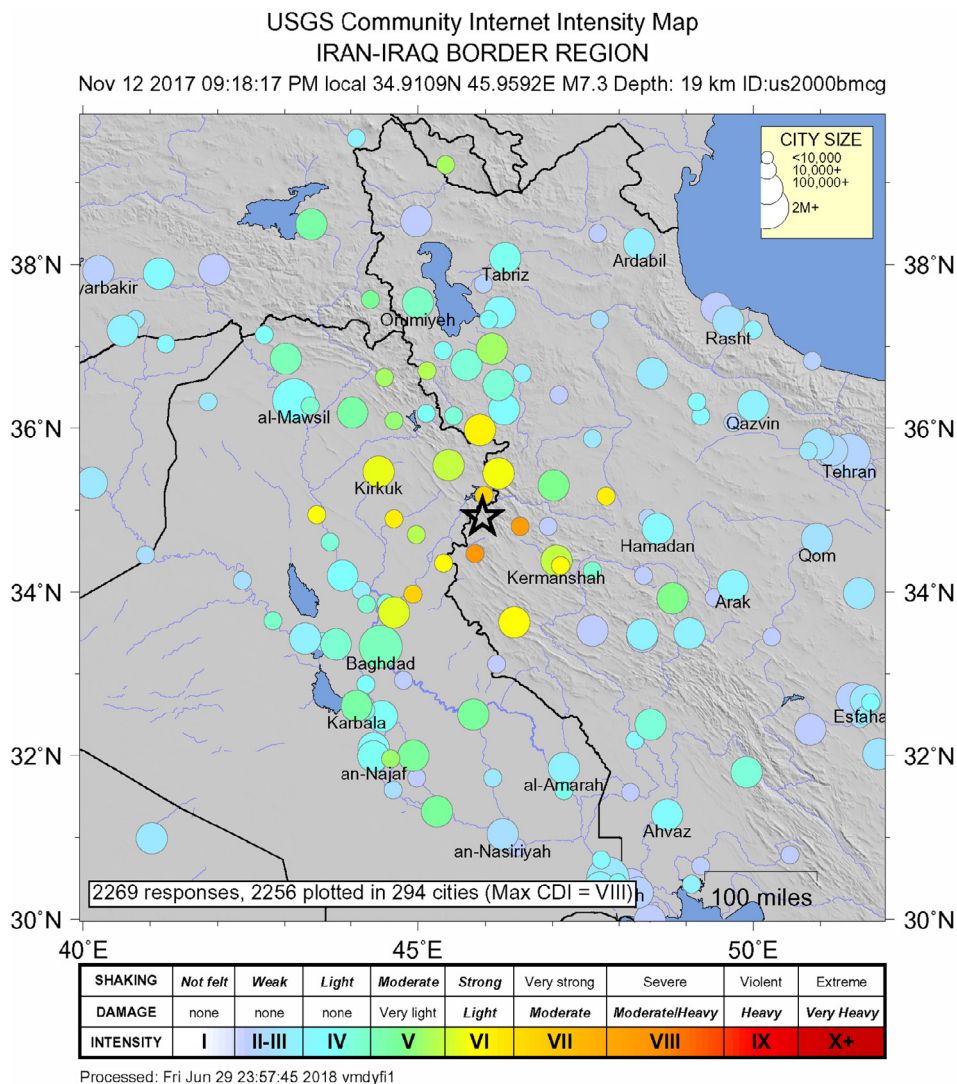 USGS Community Internet Intensity Map
IRAN-IRAQ BORDER REGION
Nov 12 2017 09:18:17 PM local 34.9109N 45.9592E M7.3 Depth: 19 km ID:us2000bmcg
CITY SIZE
<10,000
10,000+
100,000+
2M+
38°N
38°N
Tabriz
Ardabil
yarbakir
Orumiyeh
Rasht
36°N
36°N
al-Mawsil
Qazvin
Tehran
Kirkuk
Hamadan
Qom
34°N
34°N
Kermanshah
Arak
Baghdad
Karbala
Esfaha
32°N
32°N
an-Najaf
al-Amarah
Ahvaz
an-Nasiriyah
2269 responses, 2256 plotted in 294 cities (Max CDI = VIII)
h
100 miles
30°N
30°N
40°E
45°E
50°E
SHAKING Not felt Weak Light Moderate Strong Very strong Severe Violent Extreme
DAMAGE none none none Very light Light Moderate Moderate/Heavy Heavy Very Heavy
INTENSITY I II-III IV V VI VII VIII IX X+
Processed: Fri Jun 29 23:57:45 2018 vmdyfi1